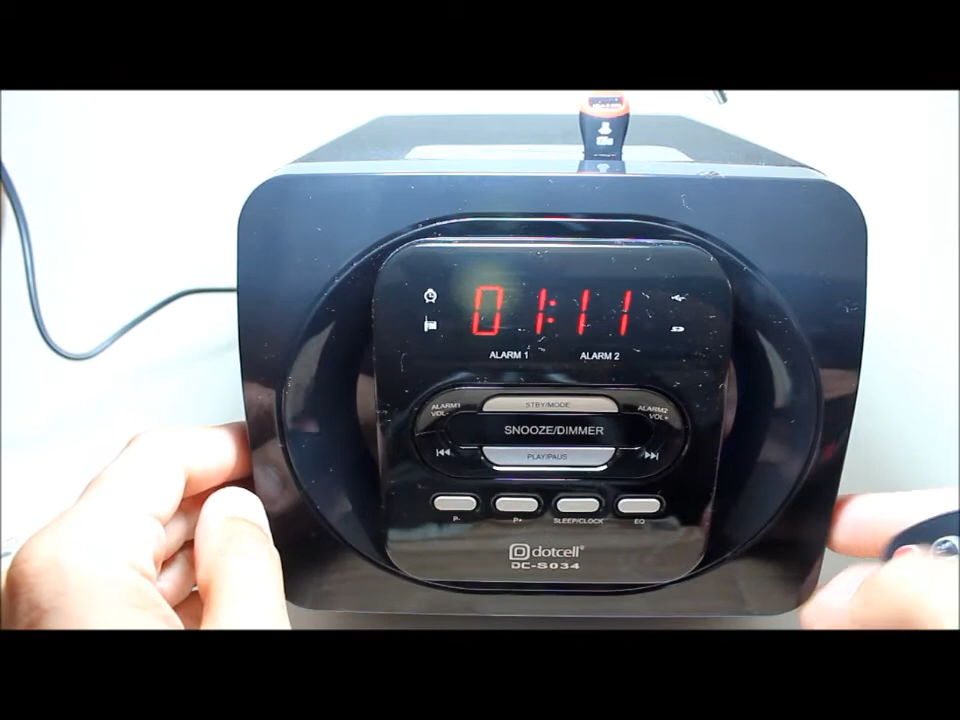 01:11
ALARM 1 ALARM 2
ALARM1 STBY/MODE ALARM2
VOL- VOL+
SNOOZE/DIMMER
PLAY/PAUS
P- P+ SLEEP/CLOCK EQ
dotcell®
DC-S034